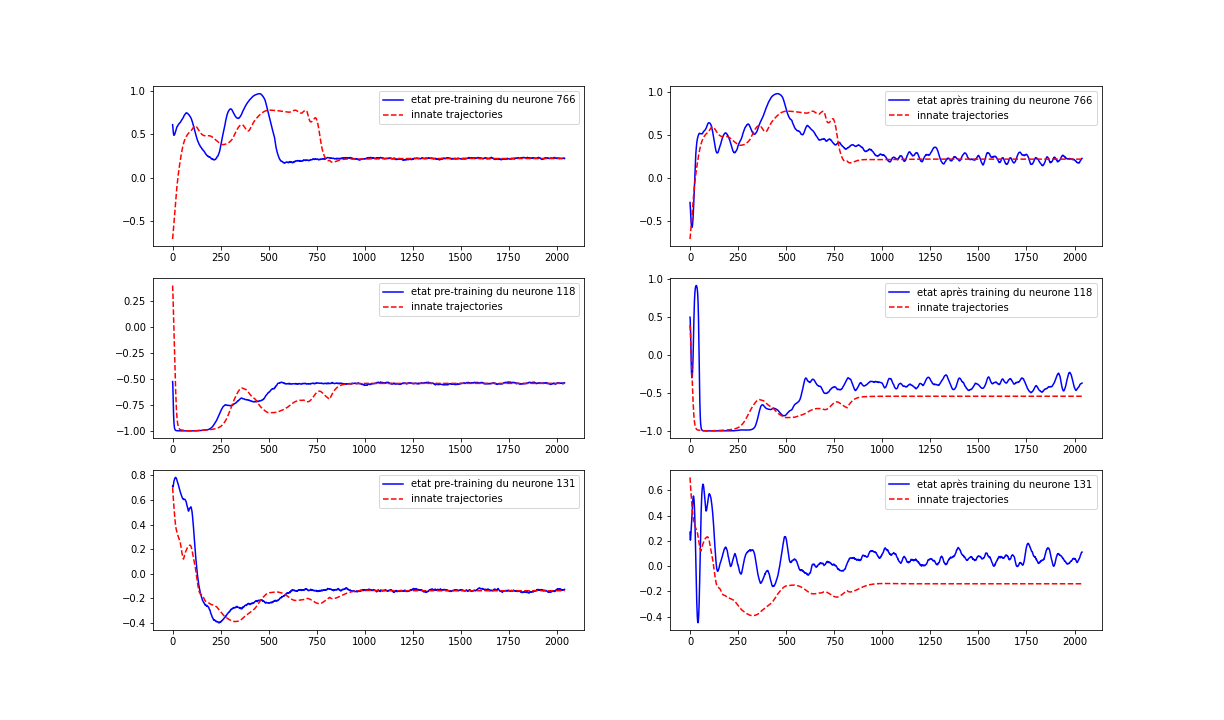 1.0
0.5
0.0
−0.5
etat pre-training du neurone 766
innate trajectories
0 250 500 750 1000 1250 1500 1750 2000
1.0
0.5
0.0
−0.5
etat après training du neurone 766
innate trajectories
0 250 500 750 1000 1250 1500 1750 2000
0.25
0.00
−0.25
−0.50
−0.75
−1.00
etat pre-training du neurone 118
innate trajectories
0 250 500 750 1000 1250 1500 1750 2000
1.0
0.5
0.0
−0.5
−1.0
etat après training du neurone 118
innate trajectories
0 250 500 750 1000 1250 1500 1750 2000
0.8
0.6
0.4
0.2
0.0
−0.2
−0.4
etat pre-training du neurone 131
innate trajectories
0 250 500 750 1000 1250 1500 1750 2000
0.6
0.4
0.2
0.0
−0.2
−0.4
etat après training du neurone 131
innate trajectories
0 250 500 750 1000 1250 1500 1750 2000